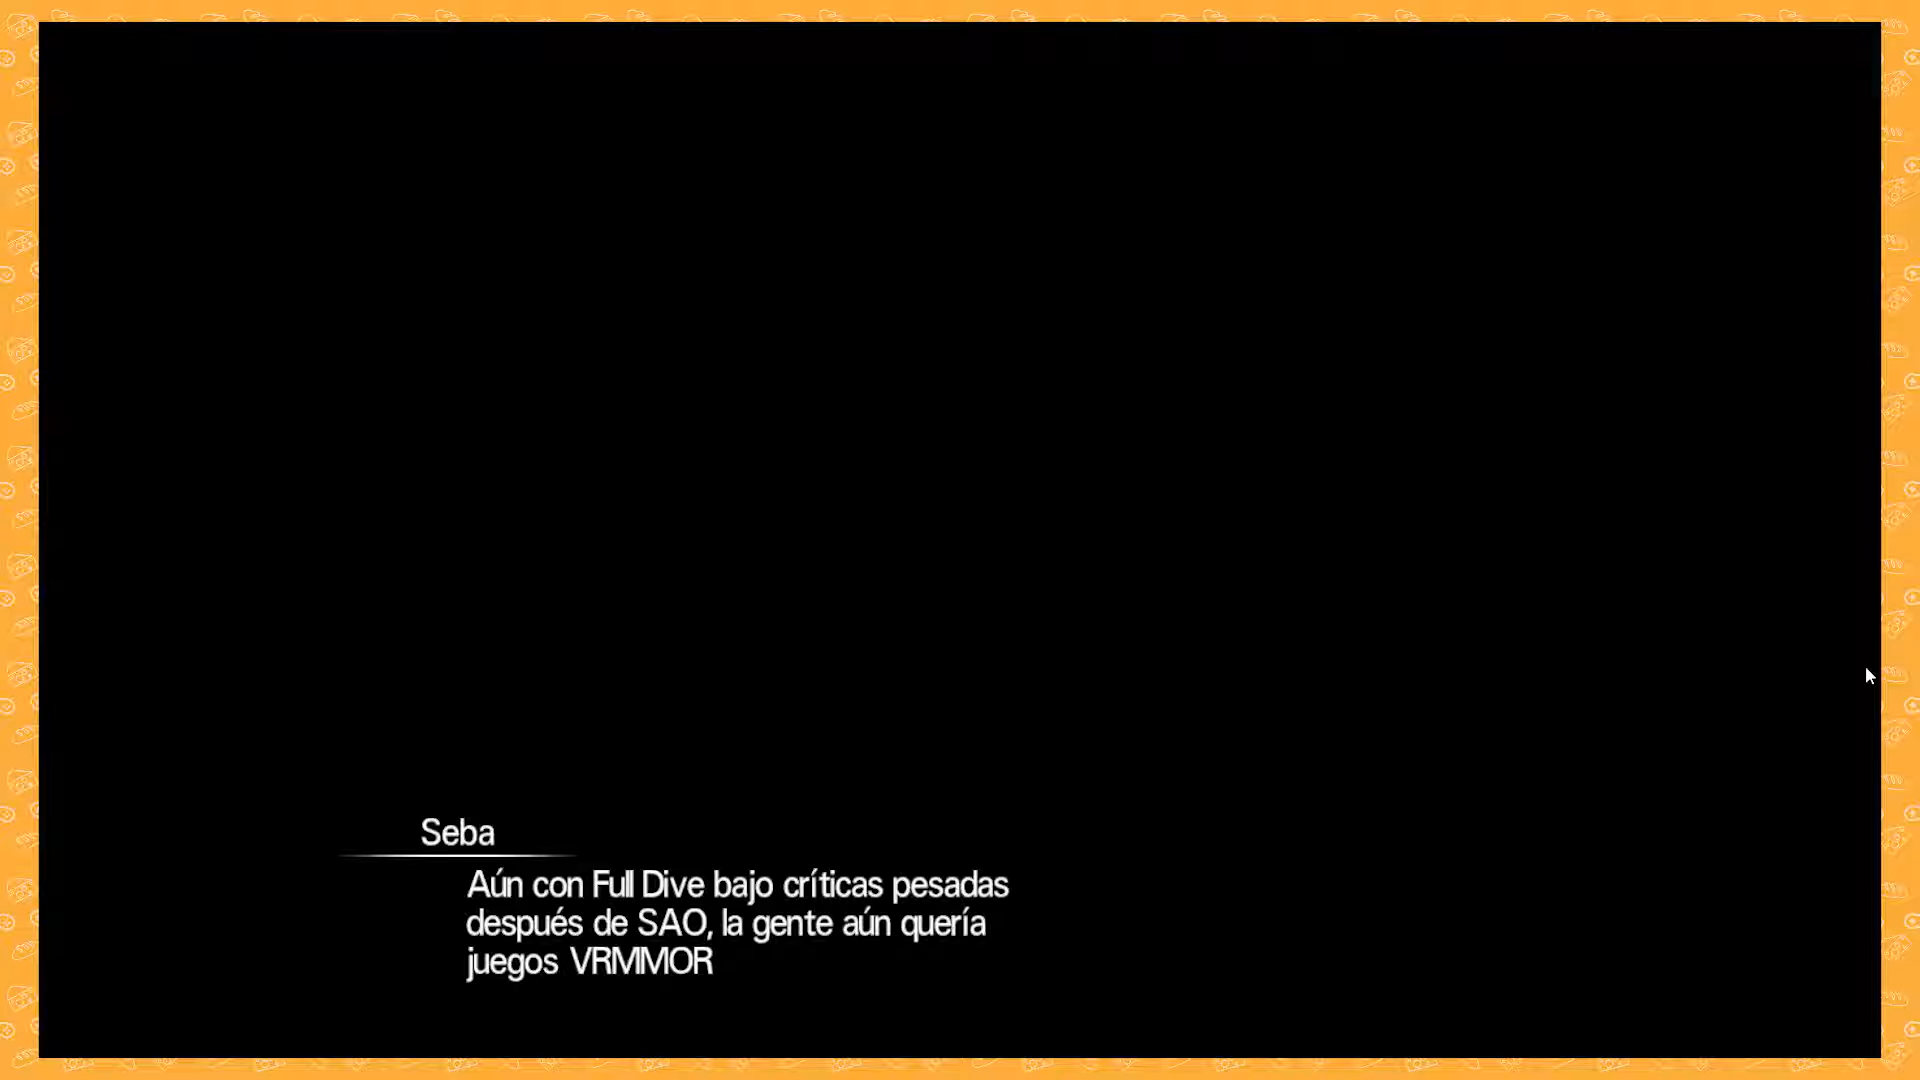 Seba
Aún con Full Dive bajo críticas pesadas
después de SAO, la gente aún quería
juegos VRMMOR